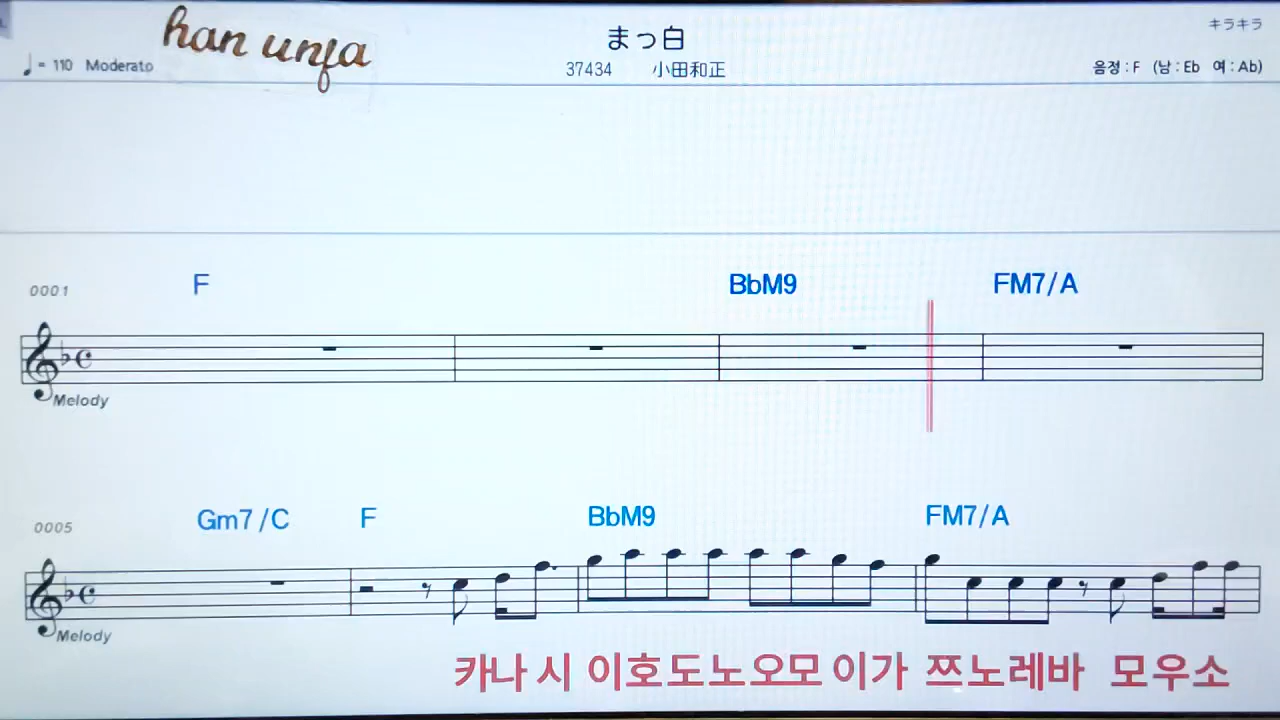 han unfa
まっ白
キラキラ
♩= 110 Moderato
37434 小田和正
음정 : F (남 : Eb 여 : Ab)
0001 F BbM9 FM7/A
Melody
0005 Gm7/C F BbM9 FM7/A
Melody
카나 시 이호도노오모 이가 쯔노레바 모우소